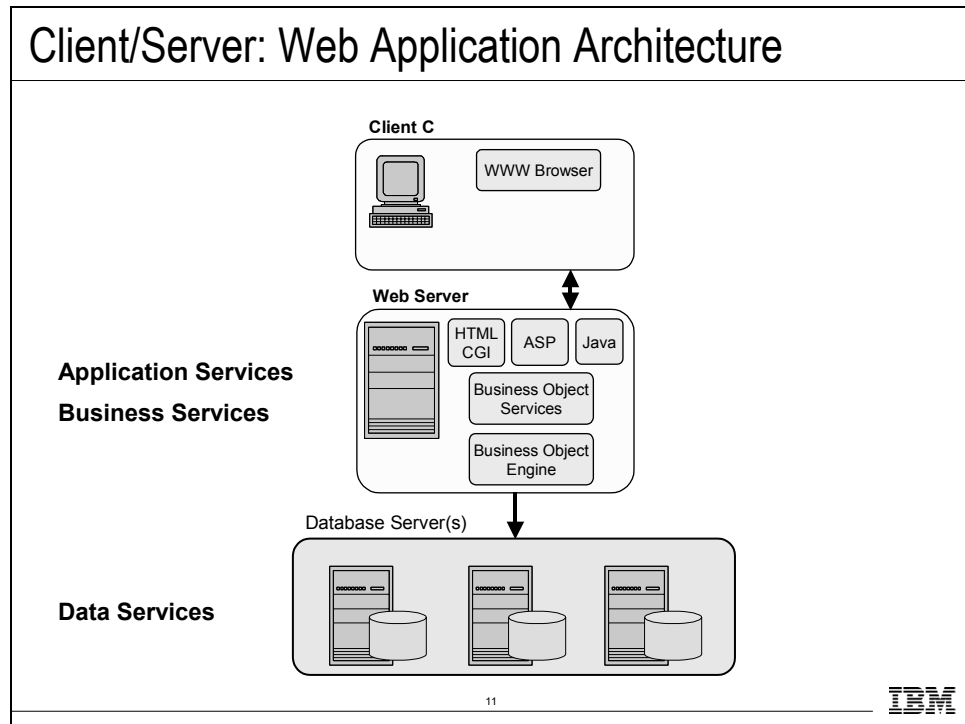 Client/Server: Web Application Architecture
Client C
WWW Browser
Web Server
HTML
CGI
ASP
Java
Application Services
Business Services
Business Object
Services
Business Object
Engine
Database Server(s)
Data Services
11
IBM